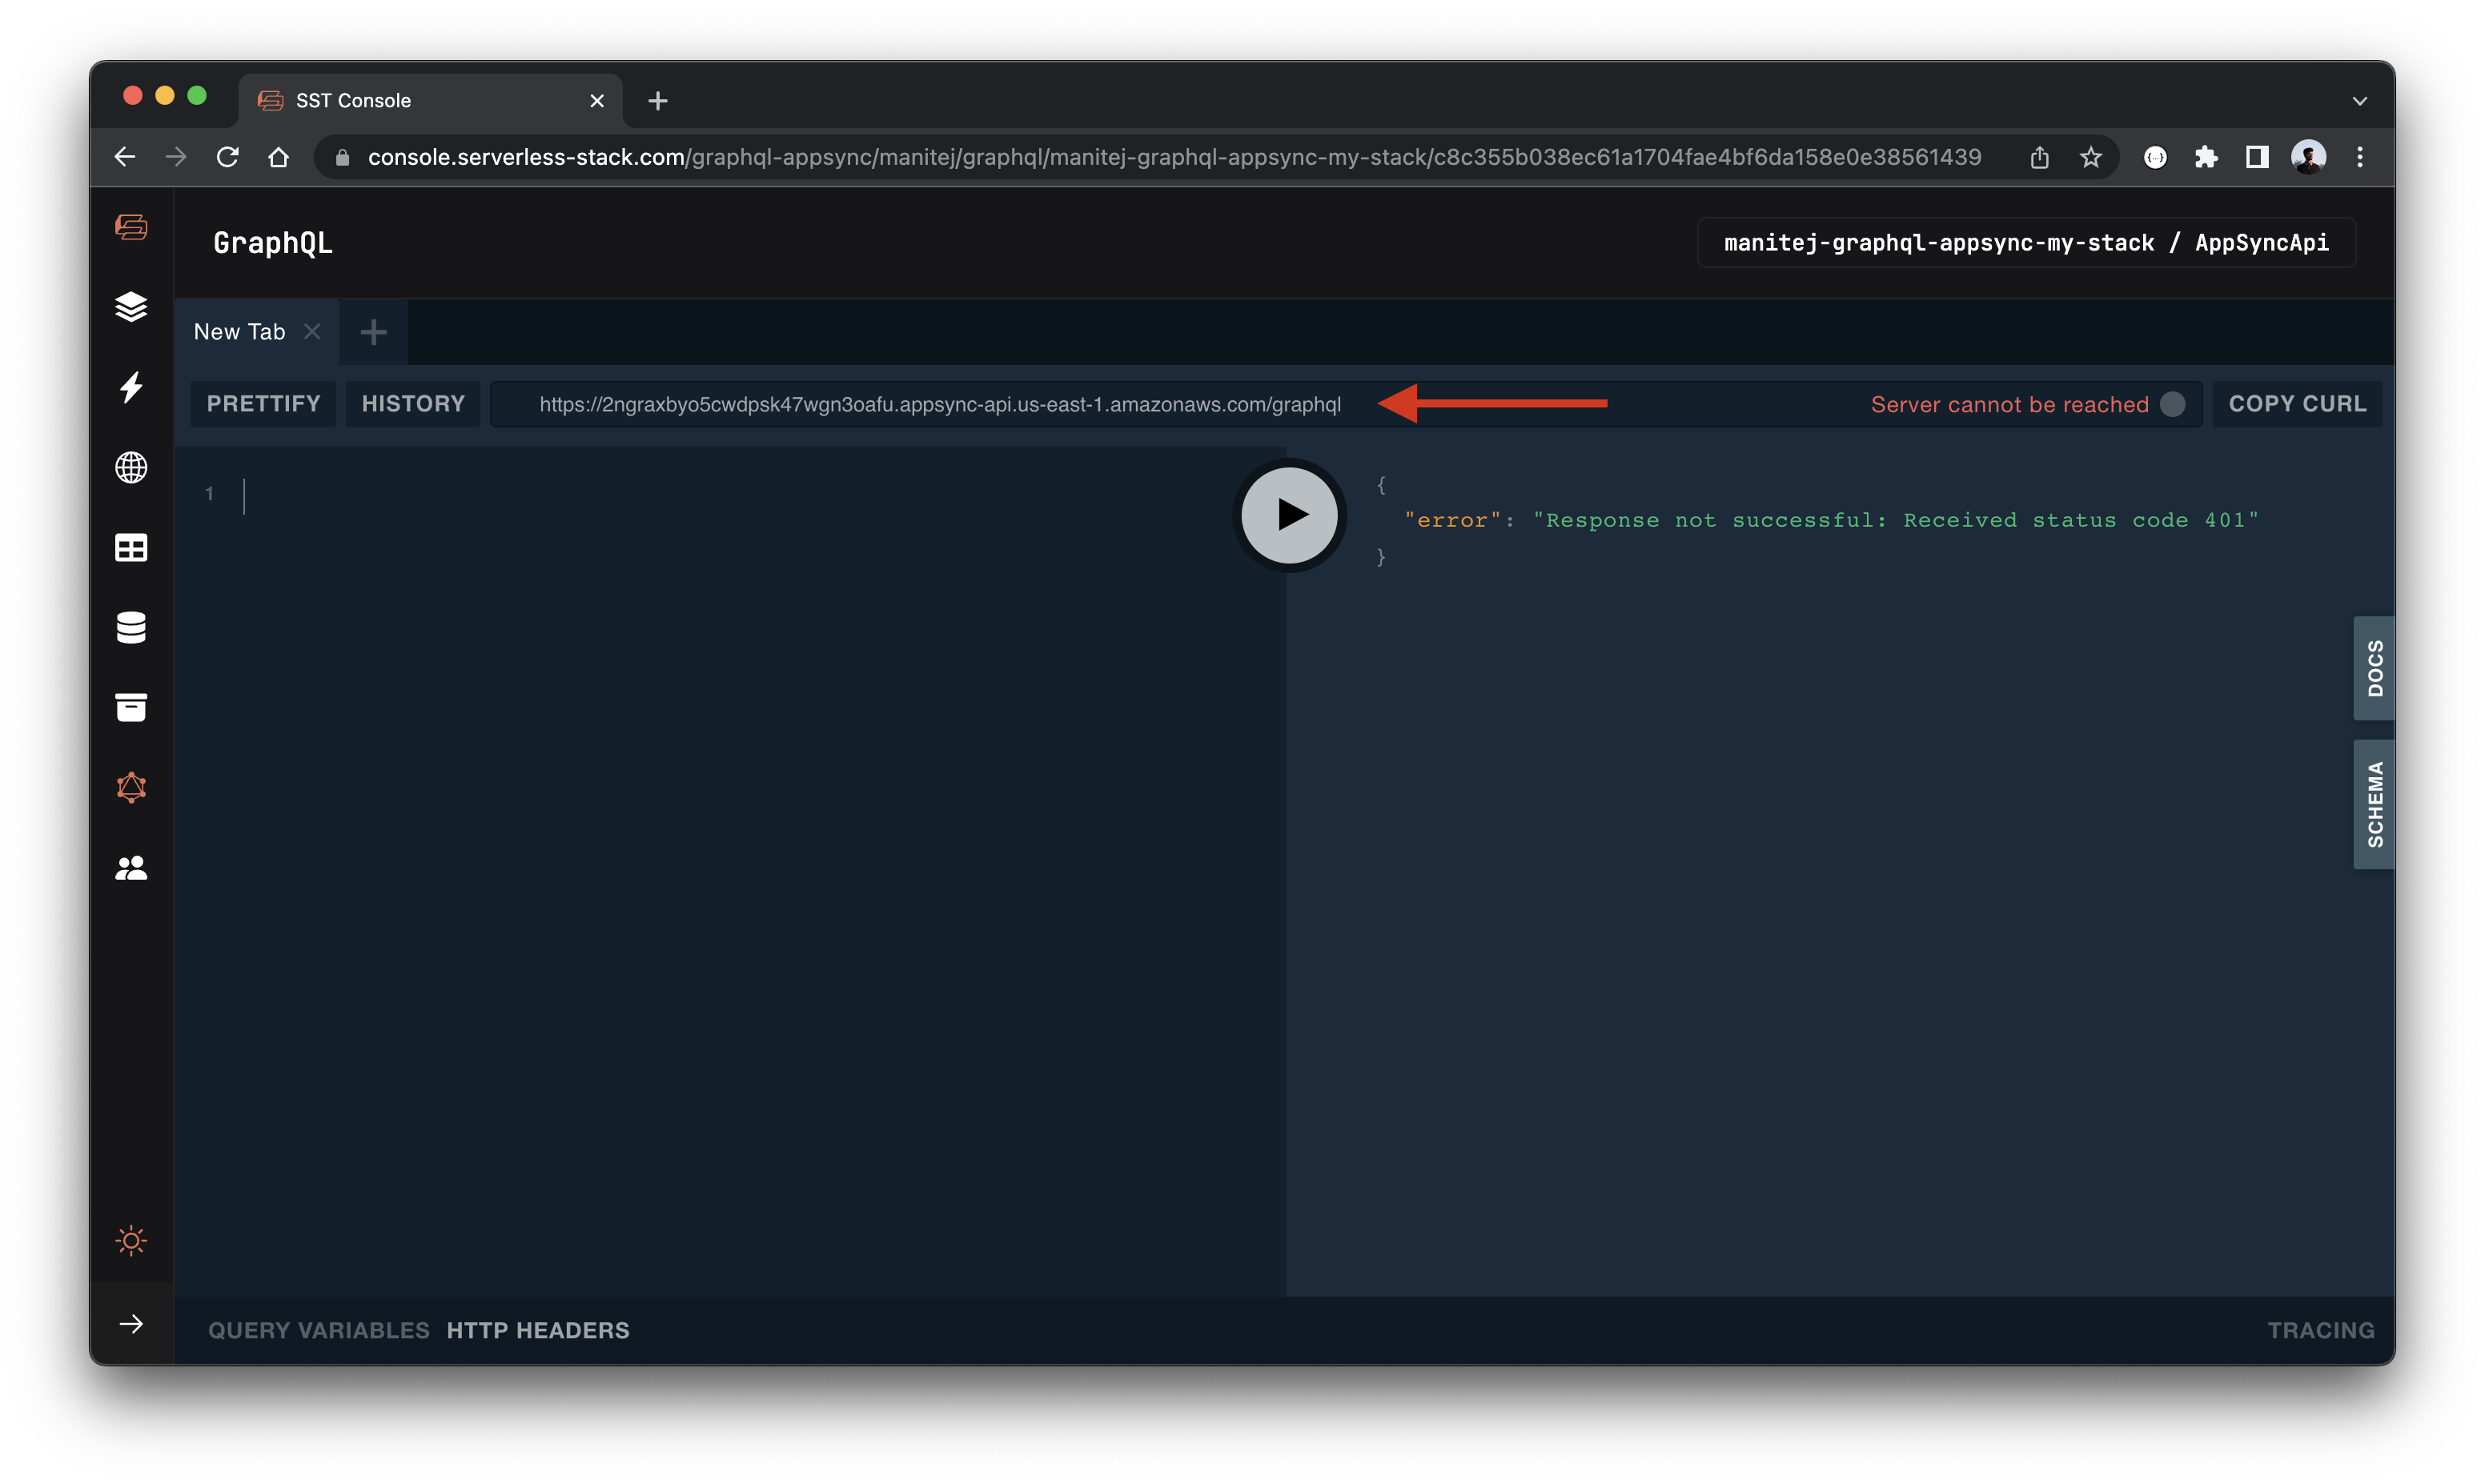 SST Console
console.serverless-stack.com/graphql-appsync/manitej/graphql/manitej-graphql-appsync-my-stack/c8c355b038ec61a1704fae4bf6da158e0e38561439
GraphQL
manitej-graphql-appsync-my-stack / AppSyncApi
New Tab
PRETTIFY HISTORY https://2ngraxbyo5cwdpsk47wgn3oafu.appsync-api.us-east-1.amazonaws.com/graphql Server cannot be reached COPY CURL
1
{
"error": "Response not successful: Received status code 401"
}
DOCS
SCHEMA
QUERY VARIABLES HTTP HEADERS TRACING